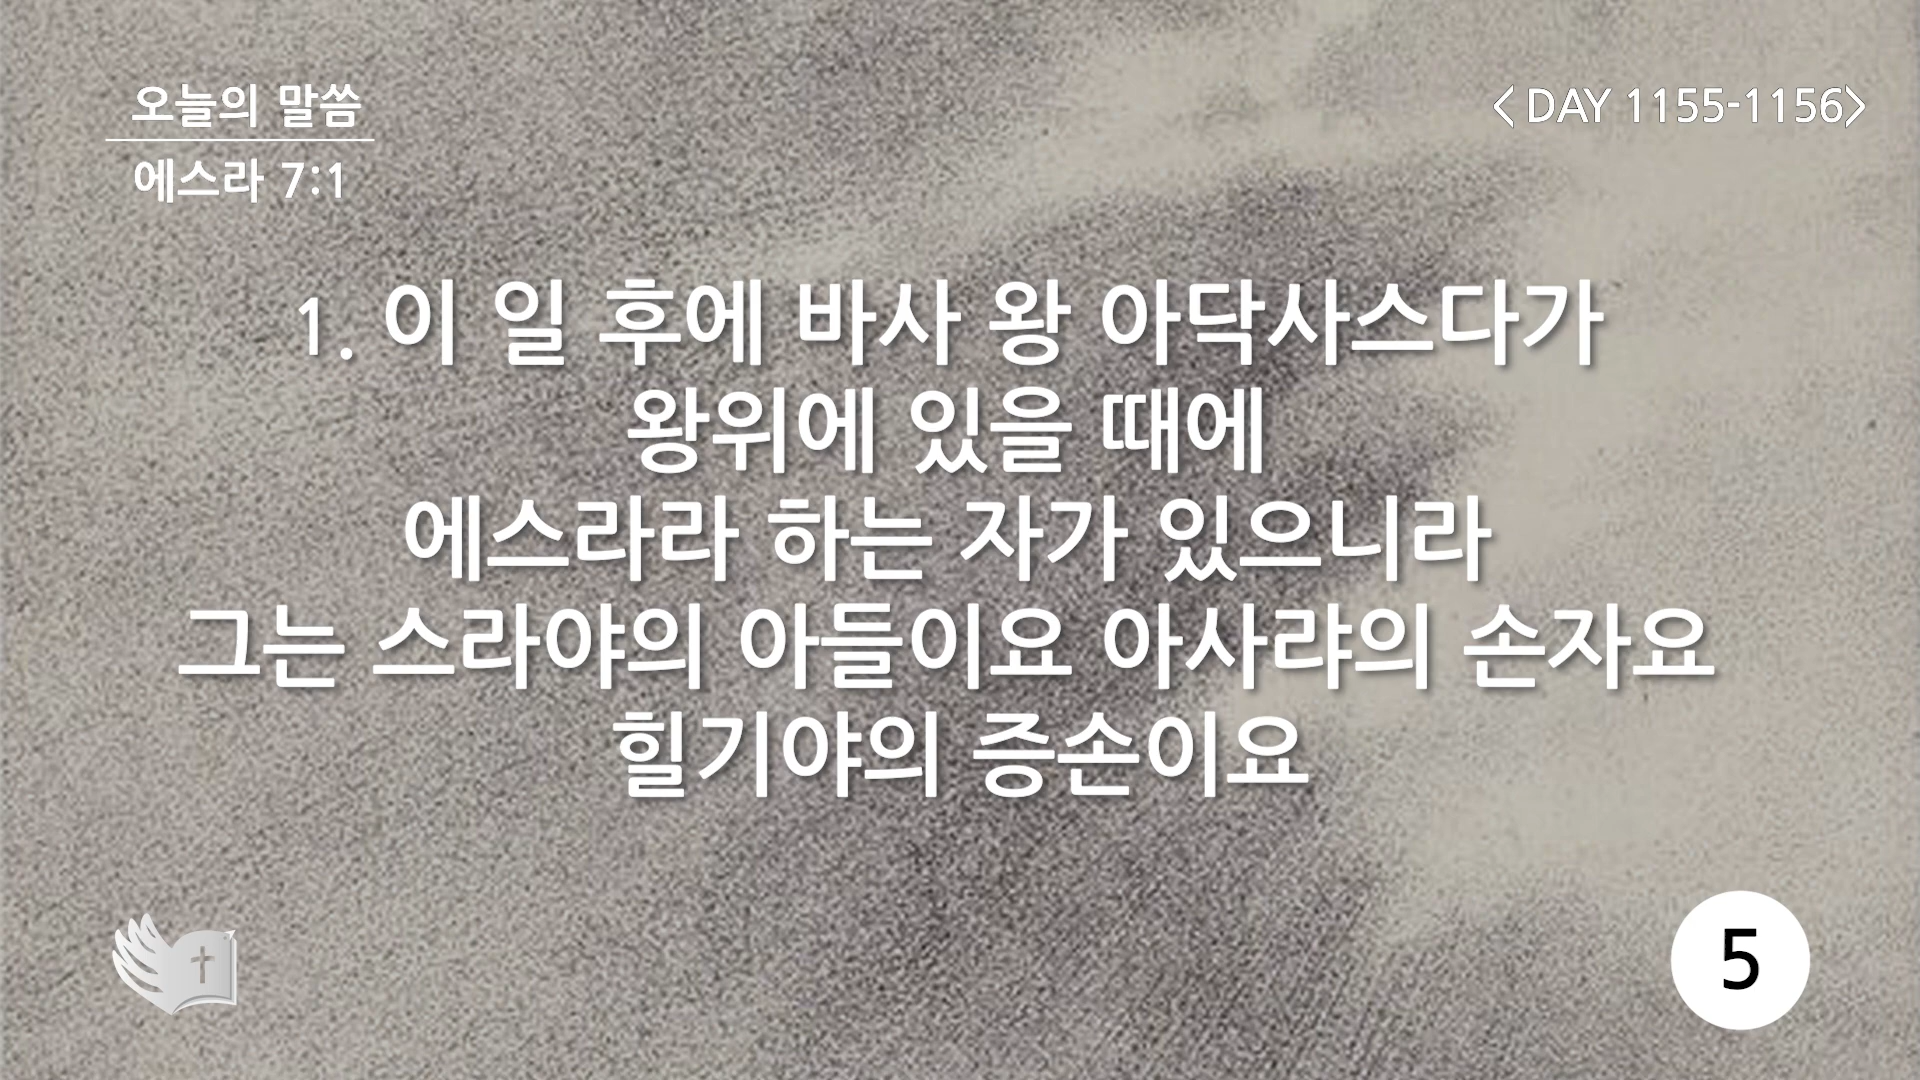 오늘의 말씀
에스라 7:1
<DAY 1155-1156>
1. 이 일 후에 바사 왕 아닥사스다가
왕위에 있을 때에
에스라라 하는 자가 있으니라
그는 스라야의 아들이요 아사랴의 손자요
힐기야의 증손이요
5